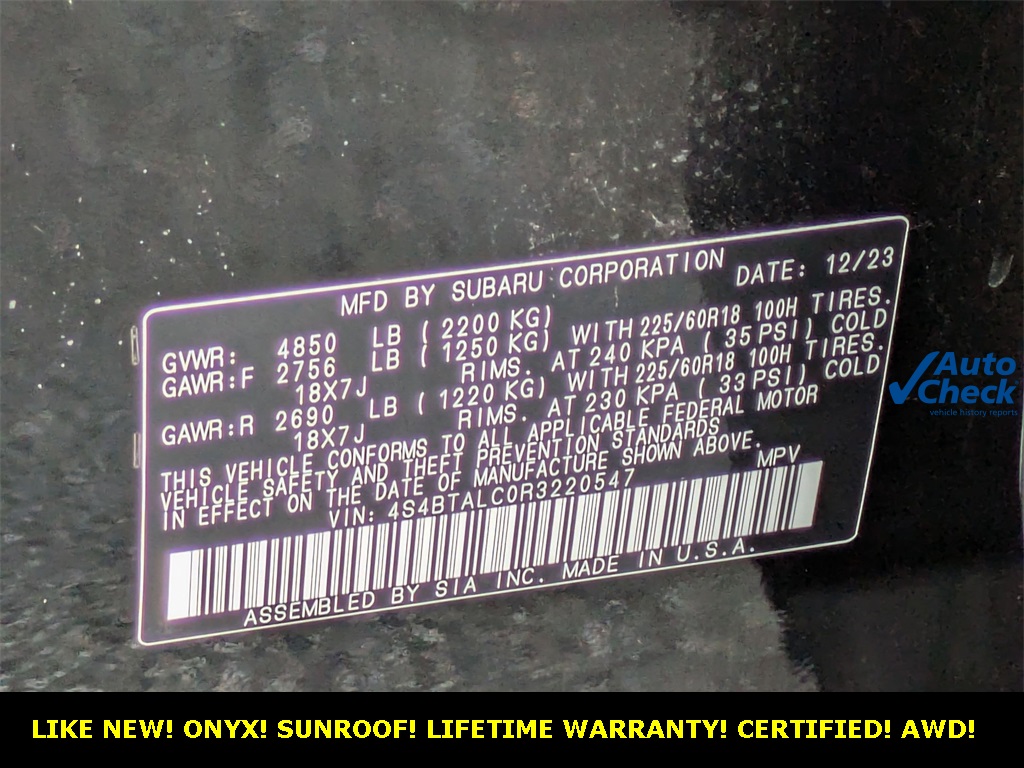 MFD BY SUBARU CORPORATION DATE: 12/23
GVWR: 4850 LB ( 2200 KG)
GAWR:F 2756 LB ( 1250 KG) WITH 225/60R18 100H TIRES.
18X7J RIMS. AT 240 KPA ( 35 PSI) COLD
GAWR:R 2690 LB ( 1220 KG) WITH 225/60R18 100H TIRES.
18X7J RIMS. AT 230 KPA ( 33 PSI) COLD
THIS VEHICLE CONFORMS TO ALL APPLICABLE FEDERAL MOTOR
VEHICLE SAFETY AND THEFT PREVENTION STANDARDS
IN EFFECT ON THE DATE OF MANUFACTURE SHOWN ABOVE.
VIN: 4S4BTALC0R3220547 MPV
ASSEMBLED BY SIA INC. MADE IN U.S.A.
Auto
Check
vehicle history reports
LIKE NEW! ONYX! SUNROOF! LIFETIME WARRANTY! CERTIFIED! AWD!